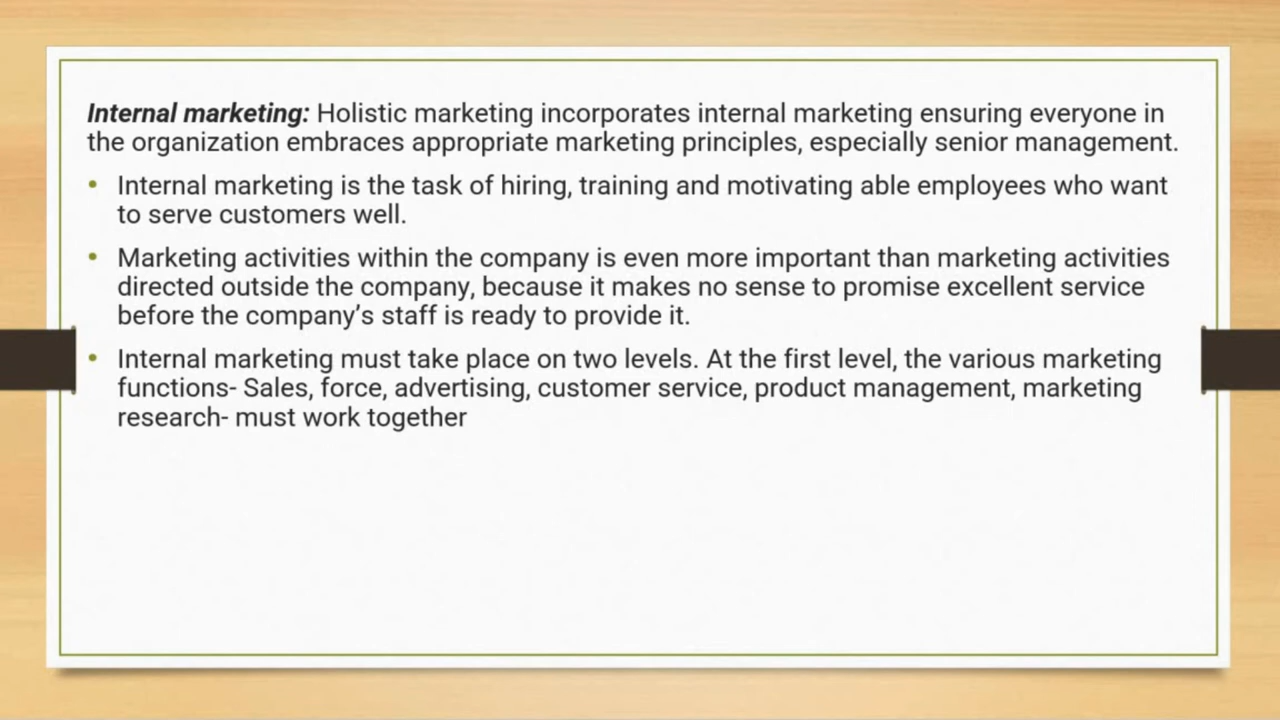 Internal marketing: Holistic marketing incorporates internal marketing ensuring everyone in
the organization embraces appropriate marketing principles, especially senior management.
• Internal marketing is the task of hiring, training and motivating able employees who want
to serve customers well.
• Marketing activities within the company is even more important than marketing activities
directed outside the company, because it makes no sense to promise excellent service
before the company’s staff is ready to provide it.
• Internal marketing must take place on two levels. At the first level, the various marketing
functions- Sales, force, advertising, customer service, product management, marketing
research- must work together